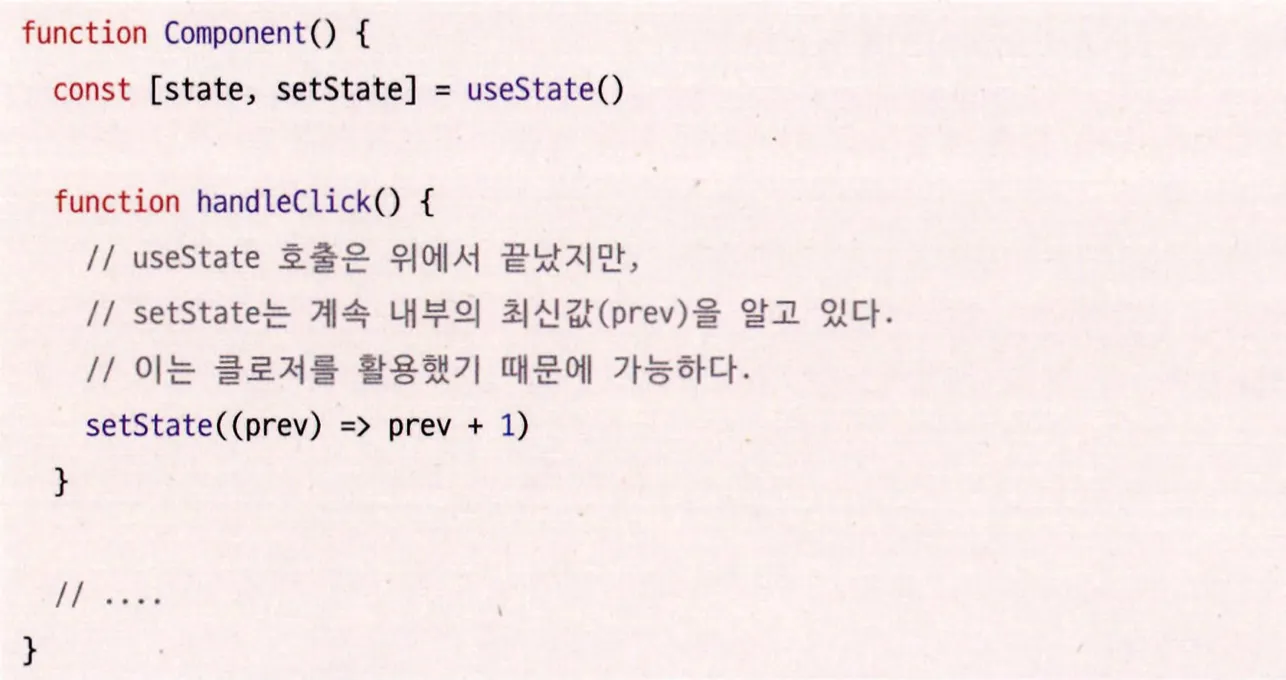 function Component() {
const [state, setState] = useState()
function handleClick() {
// useState 호출은 위에서 끝났지만,
// setState는 계속 내부의 최신값(prev)을 알고 있다.
// 이는 클로저를 활용했기 때문에 가능하다.
setState((prev) => prev + 1)
}
// ....
}